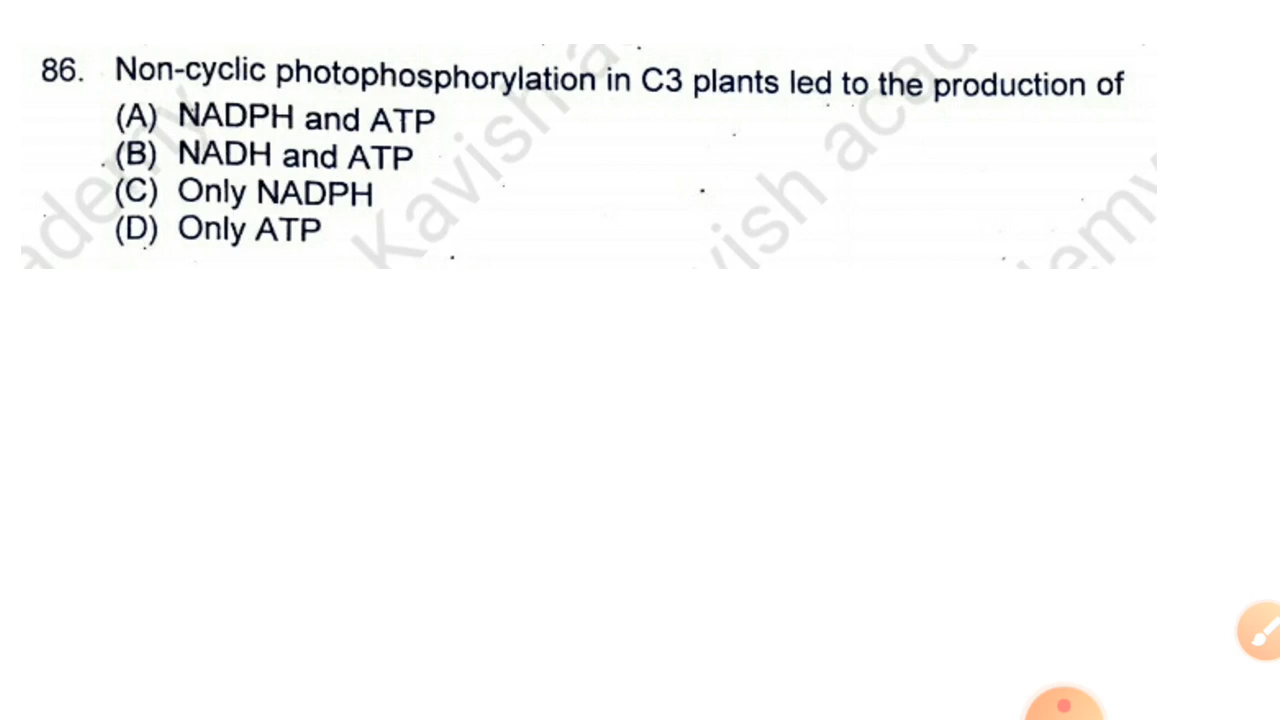 86. Non-cyclic photophosphorylation in C3 plants led to the production of
(A) NADPH and ATP
(B) NADH and ATP
(C) Only NADPH
(D) Only ATP